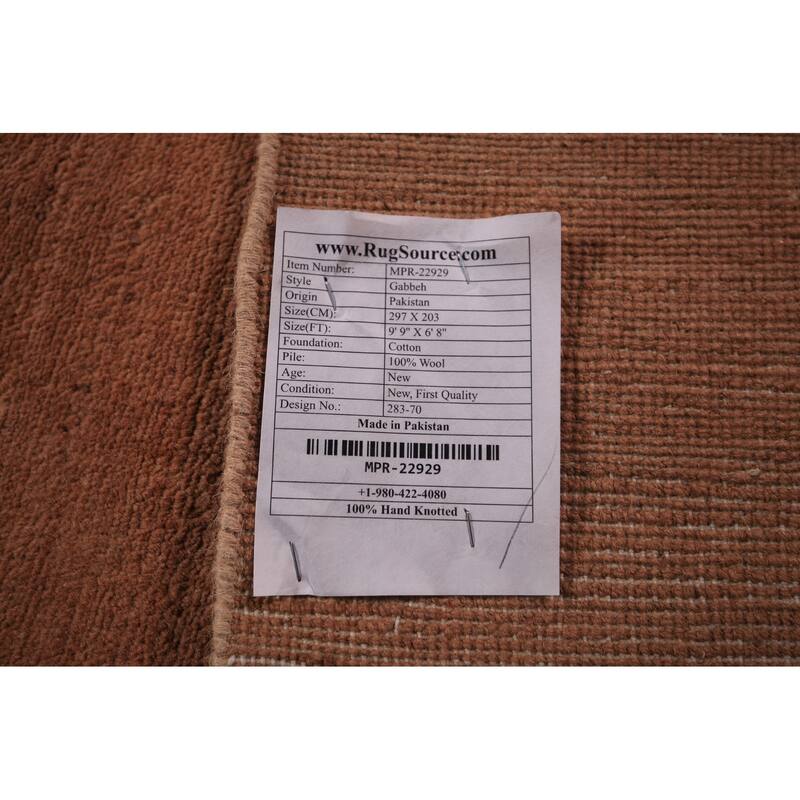 www.RugSource.com
Item Number: MPR-22929
Style Gabbeh
Origin Pakistan
Size(CM): 297 X 203
Size(FT): 9' 9" X 6' 8"
Foundation: Cotton
Pile: 100% Wool
Age: New
Condition: New, First Quality
Design No.: 283-70
Made in Pakistan
MPR-22929
+1-980-422-4080
100% Hand Knotted